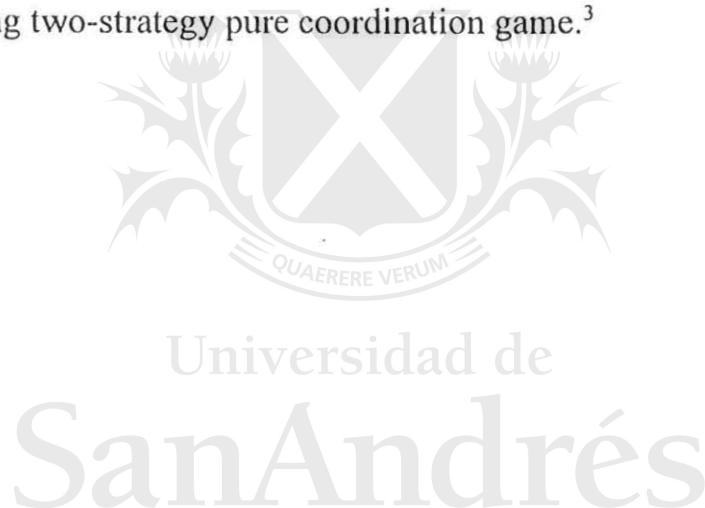 g two-strategy pure coordination game.³
QUAERERE VERUM
Universidad de
SanAndrés